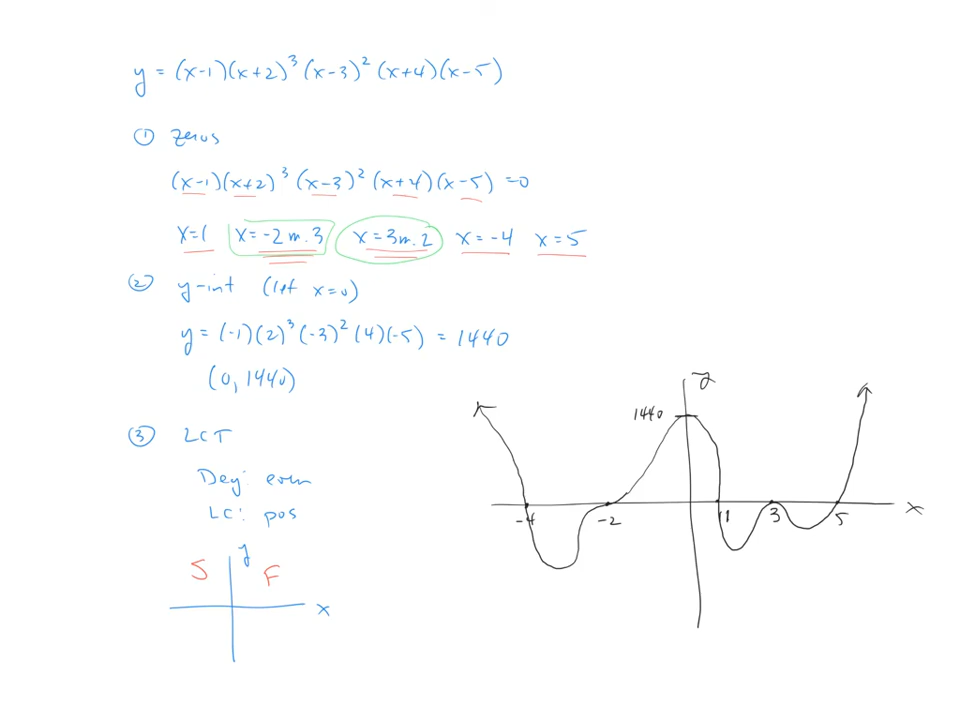 y = (x-1)(x+2)³(x-3)²(x+4)(x-5)
① Zeros
(x-1)(x+2)³(x-3)²(x+4)(x-5) = 0
x=1 x=-2 m.3 x=3 m.2 x=-4 x=5
② y-int (let x=0)
y = (-1)(2)³(-3)²(4)(-5) = 1440
(0, 1440)
③ LCT
Deg: even
LC: pos
y
S F
x
y
1440
-4 -2 1 3 5 x